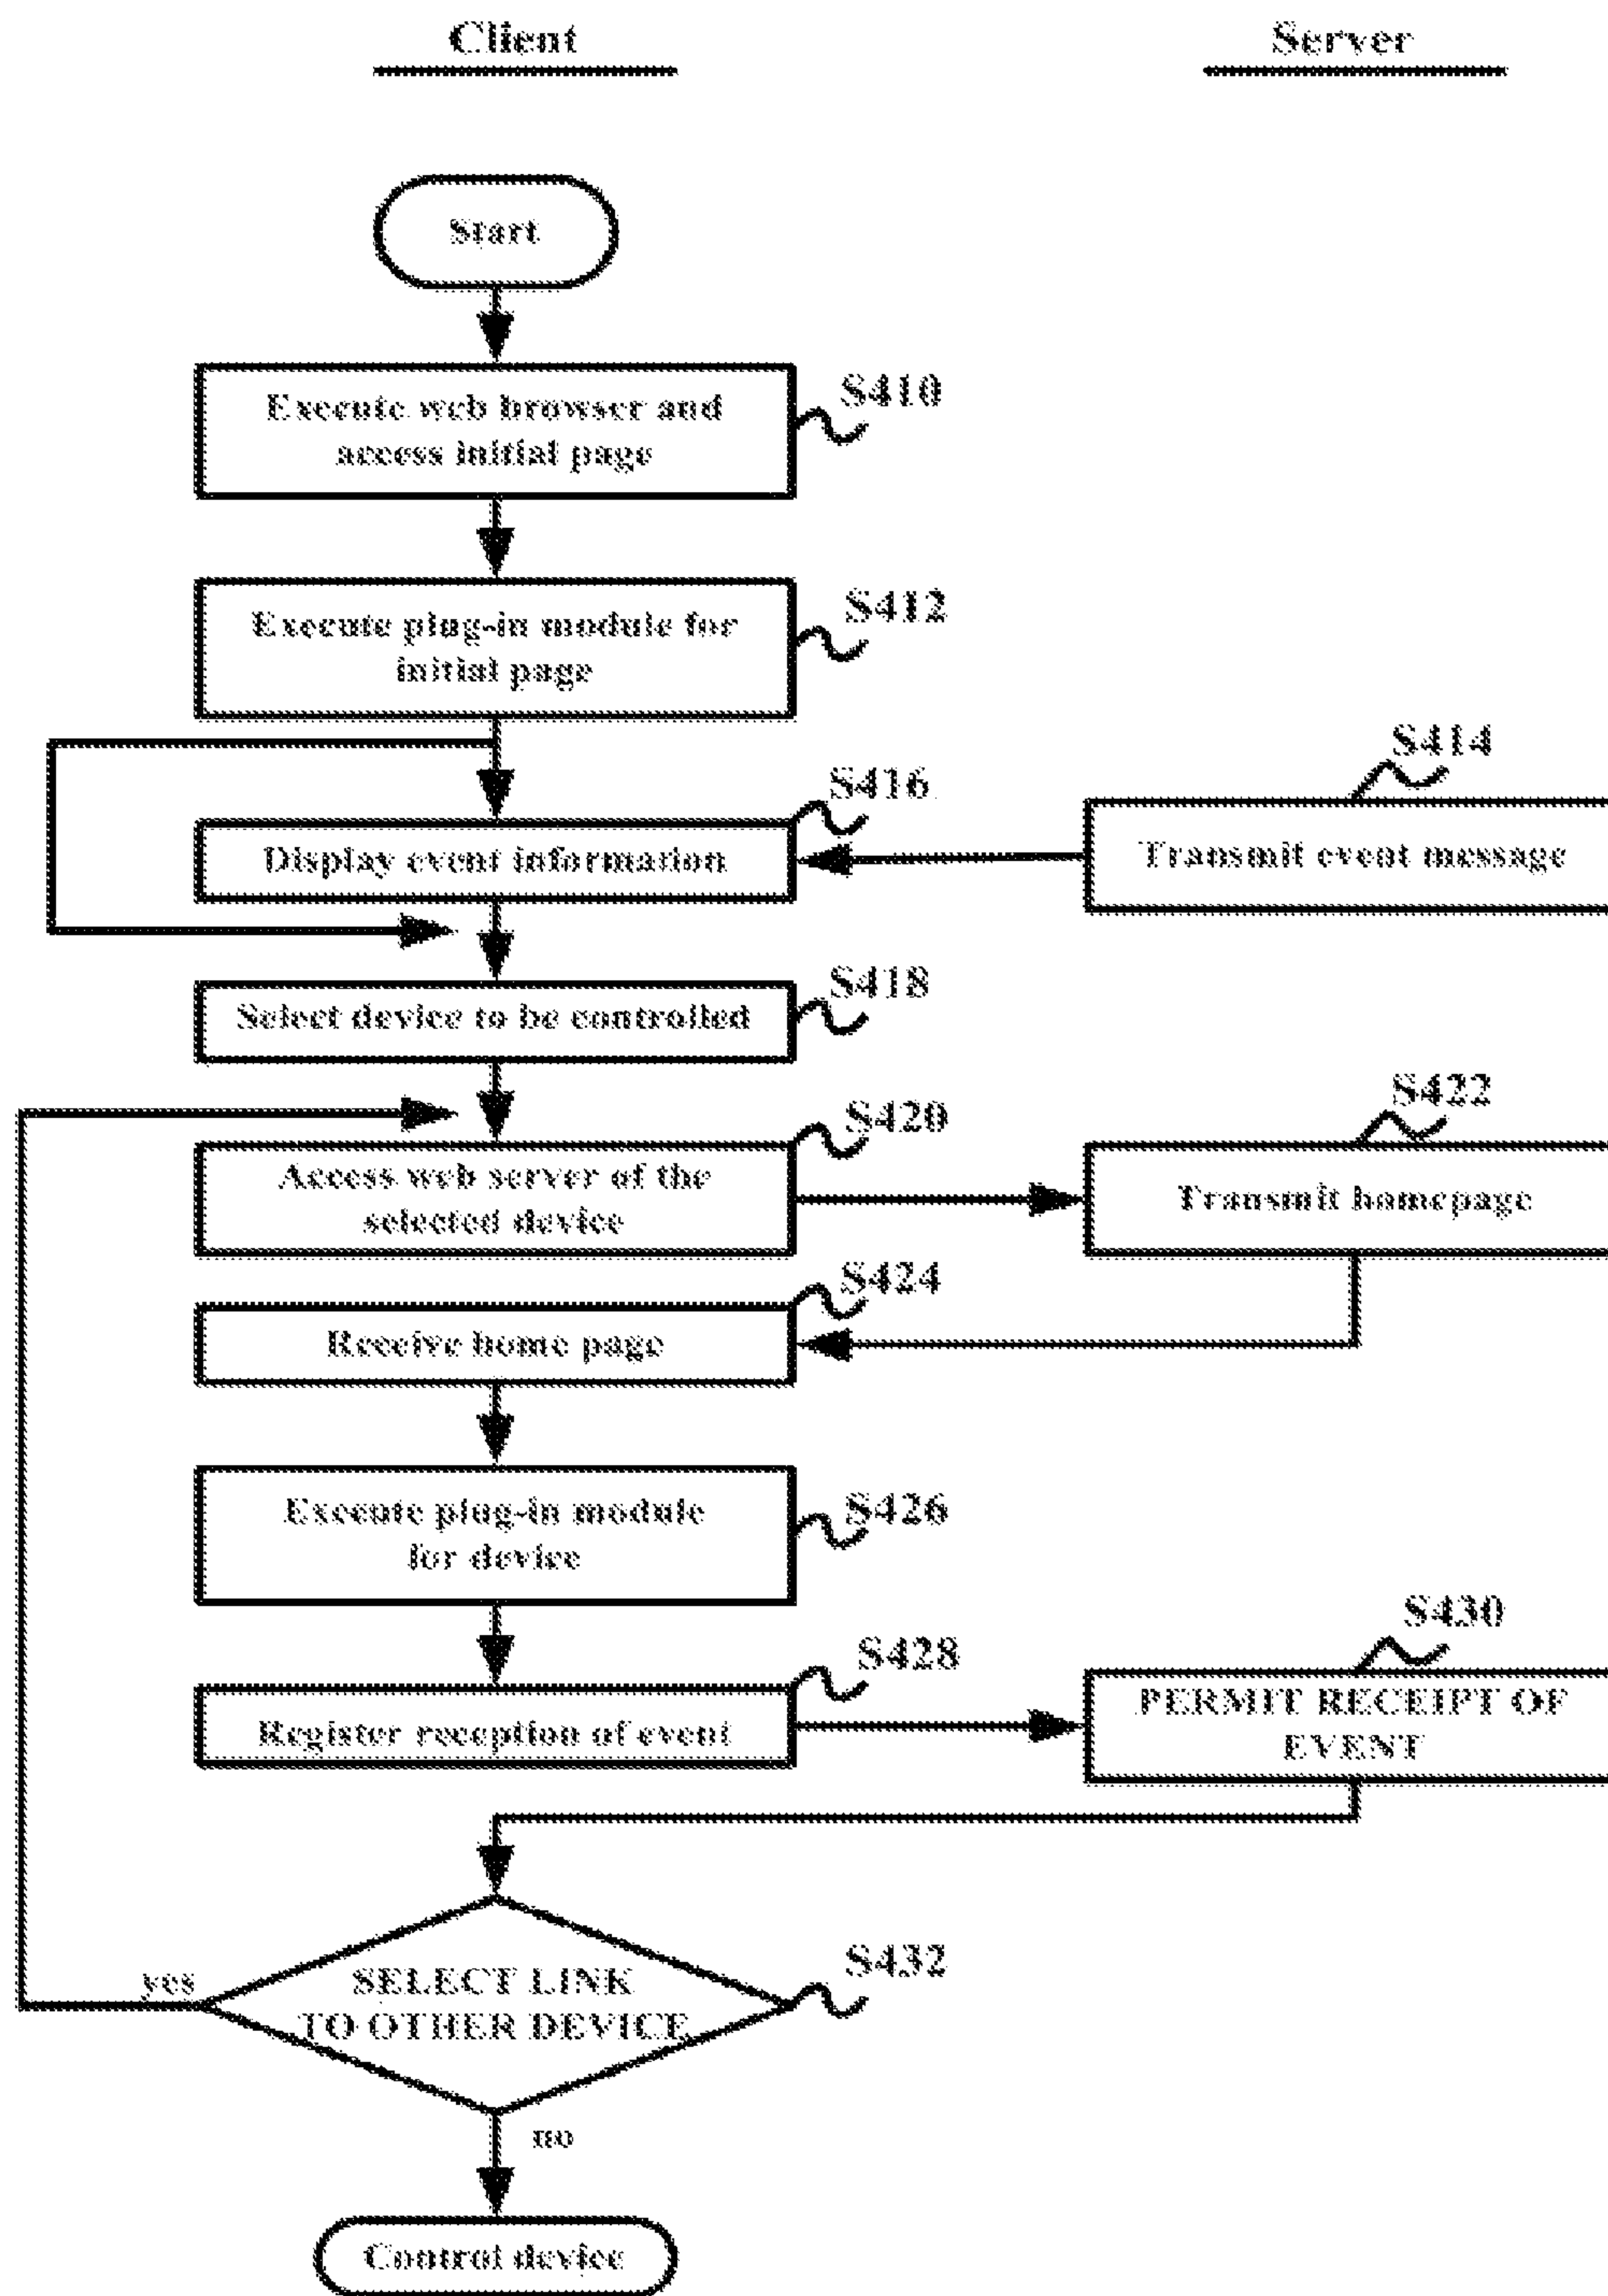 Client
Server
Start
S410
Execute web browser and
access initial page
S412
Execute plug-in module for
initial page
S414
S416
Display event information
Transmit event message
S418
Select device to be controlled
S422
S420
Access web server of the
selected device
Transmit homepage
S424
Receive home page
S426
Execute plug-in module
for device
S430
S428
Register reception of event
PERMIT RECEIPT OF
EVENT
S432
yes
SELECT LINK
TO OTHER DEVICE
no
Control device